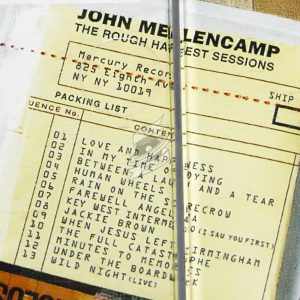 JOHN MELLENCAMP
THE ROUGH HARVEST SESSIONS
Mercury Recor
825 Eighth
NY NY 10019
SHIP
PACKING LIST
UENCE No. CONTEN
01 LOVE AND HAPPINESS
02 IN MY TIME OF DYING
03 BETWEEN A LAUGH AND A TEAR
04 HUMAN WHEELS
05 RAIN ON THE SCARECROW
06 FAREWELL ANGELINA
07 KEY WEST INTERMEZZO (I SAW YOU FIRST)
08 JACKIE BROWN
09 WHEN JESUS LEFT BIRMINGHAM
10 THE FULL CATASTROPHE
11 MINUTES TO MEMORIES
12 UNDER THE BOARDWALK
13 WILD NIGHT (LIVE)